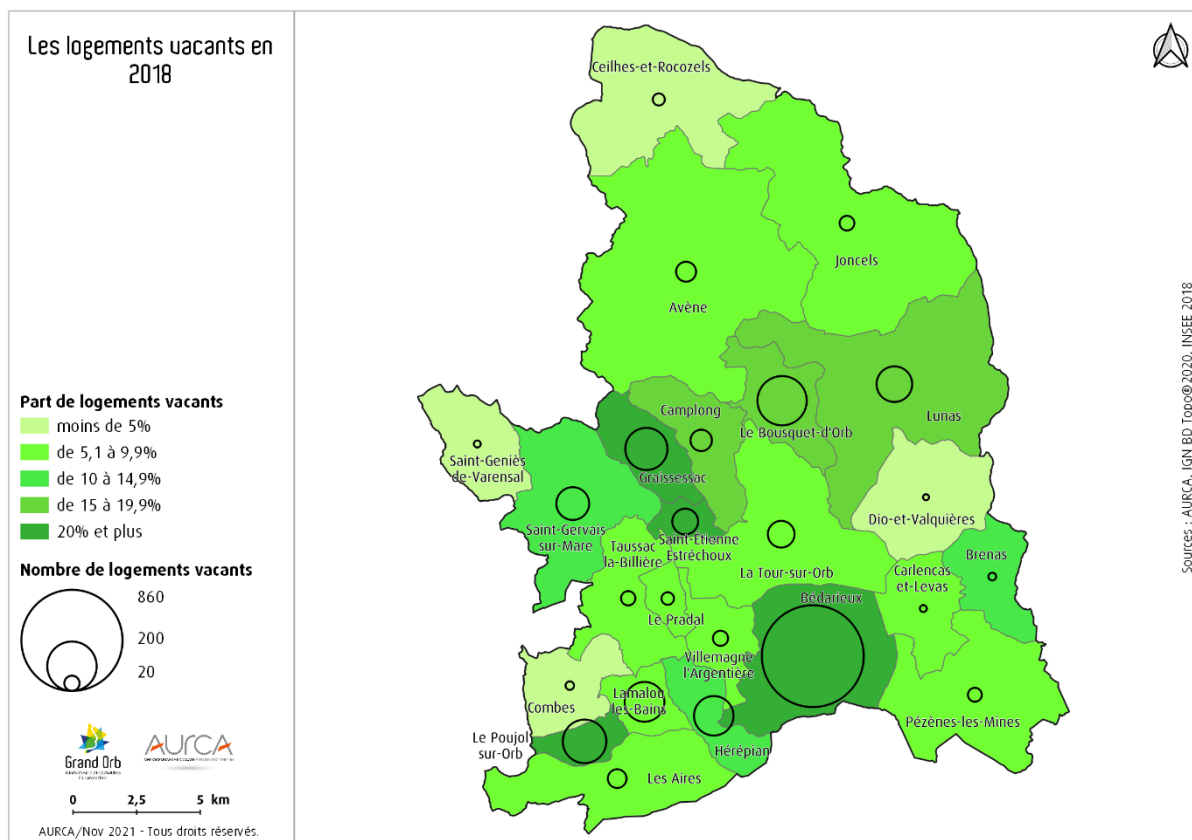 Les logements vacants en
2018
Part de logements vacants
moins de 5%
de 5,1 à 9,9%
de 10 à 14,9%
de 15 à 19,9%
20% et plus
Nombre de logements vacants
860
200
20
Grand Orb
AURCA
0 2,5 5 km
AURCA/Nov 2021 - Tous droits réservés.
Ceilhes-et-Rocozels
Joncels
Avène
Lunas
Camplong
Le Bousquet-d'Orb
Saint-Geniès
de-Varensal
Graissessac
Dio-et-Valquières
Saint-Gervais
sur-Mare
Saint-Etienne
Estréchoux
Taussac
la-Billière
La Tour-sur-Orb
Brenas
Carlencas
et-Levas
Bédarieux
Le Pradal
Villemagne
l'Argentière
Combes
Lamalou
les-Bains
Pézènes-les-Mines
Le Poujol
sur-Orb
Hérépian
Les Aires
Sources : AURCA, IGN BD Topo®2020, INSEE 2018